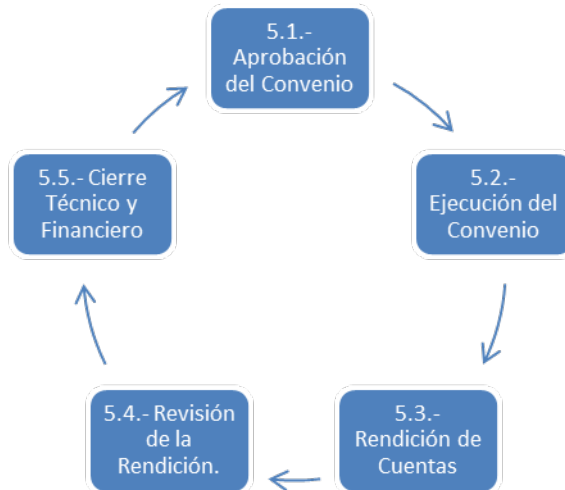 5.1.-
Aprobación
del Convenio
5.2.-
Ejecución del
Convenio
5.3.-
Rendición de
Cuentas
5.4.- Revisión
de la
Rendición.
5.5.- Cierre
Técnico y
Financiero